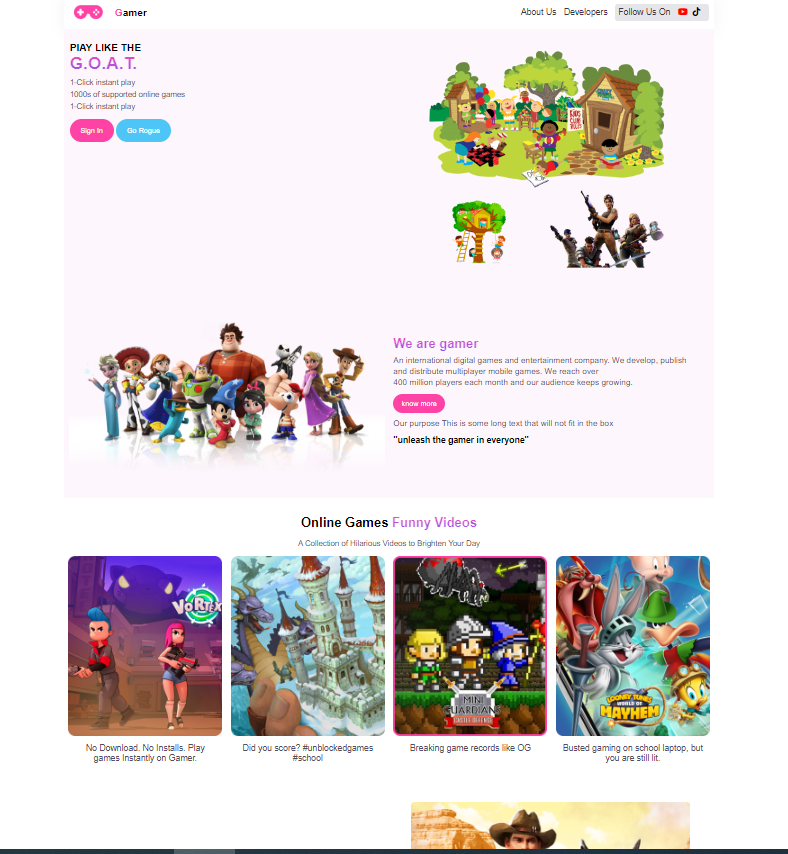 Gamer
About Us Developers Follow Us On
PlAY LIKE THE
G.O.A.T.
1-Click instant play
1000s of supported online games
1-Click instant play
Sign In Go Rogue
KIDS
GAME
We are gamer
An international digital games and entertainment company. We develop, publish
and distribute multiplayer mobile games. We reach over
400 million players each month and our audience keeps growing.
know more
Our purpose This is some long text that will not fit in the box
"unleash the gamer in everyone"
Online Games Funny Videos
A Collection of Hilarious Videos to Brighten Your Day
VORTEX
MINI
GUARDIANS
CASTLE DEFENSE
LOONEY TUNES
WORLD OF
MAYHEM
No Download. No Installs. Play
games Instantly on Gamer.
Did you score? #unblockedgames
#school
Breaking game records like OG
Busted gaming on school laptop, but
you are still lit.